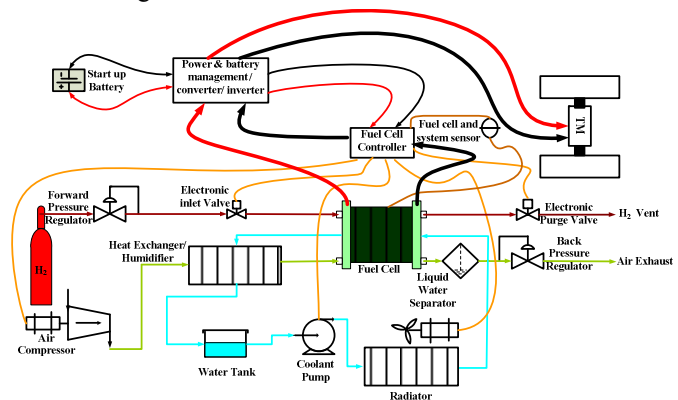 Power & battery
management/
converter/ inverter
Start up
Battery
Fuel cell and
system sensor
TM
Fuel Cell
Controller
Forward
Pressure
Regulator
Electronic
inlet Valve
Electronic
Purge Valve
H₂ Vent
H₂
Heat Exchanger/
Humidifier
Fuel Cell
Liquid
Water
Separator
Back
Pressure
Regulator
Air Exhaust
Air
Compressor
Water Tank
Coolant
Pump
Radiator